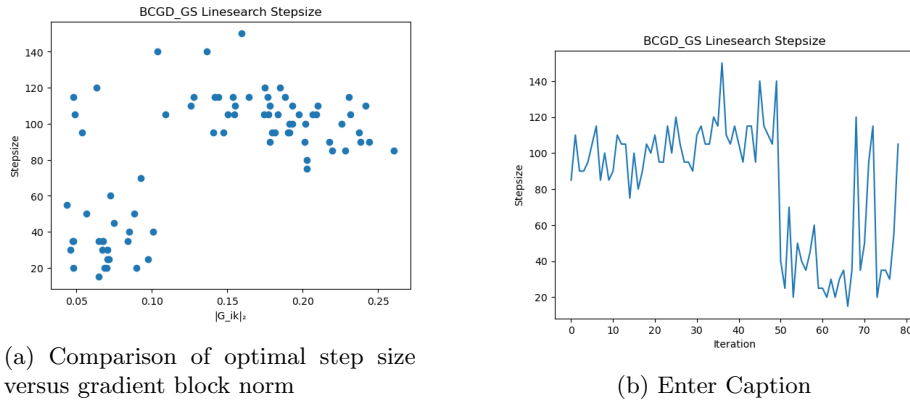 BCGD_GS Linesearch Stepsize
140
120
100
80
60
40
20
Stepsize
0.05 0.10 0.15 0.20 0.25
|G_ik|₂
(a) Comparison of optimal step size
versus gradient block norm
BCGD_GS Linesearch Stepsize
140
120
100
80
60
40
20
Stepsize
0 10 20 30 40 50 60 70 80
Iteration
(b) Enter Caption